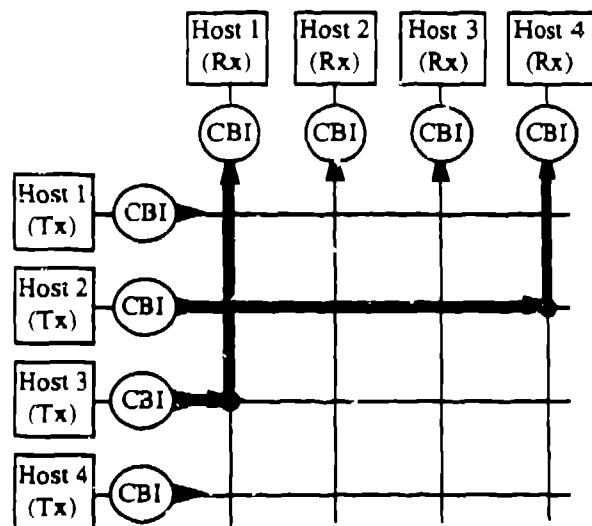 Host 1 Host 2 Host 3 Host 4
(Rx) (Rx) (Rx) (Rx)
CBI CBI CBI CBI
Host 1
(Tx)
CBI
Host 2
(Tx)
CBI
Host 3
(Tx)
CBI
Host 4
(Tx)
CBI